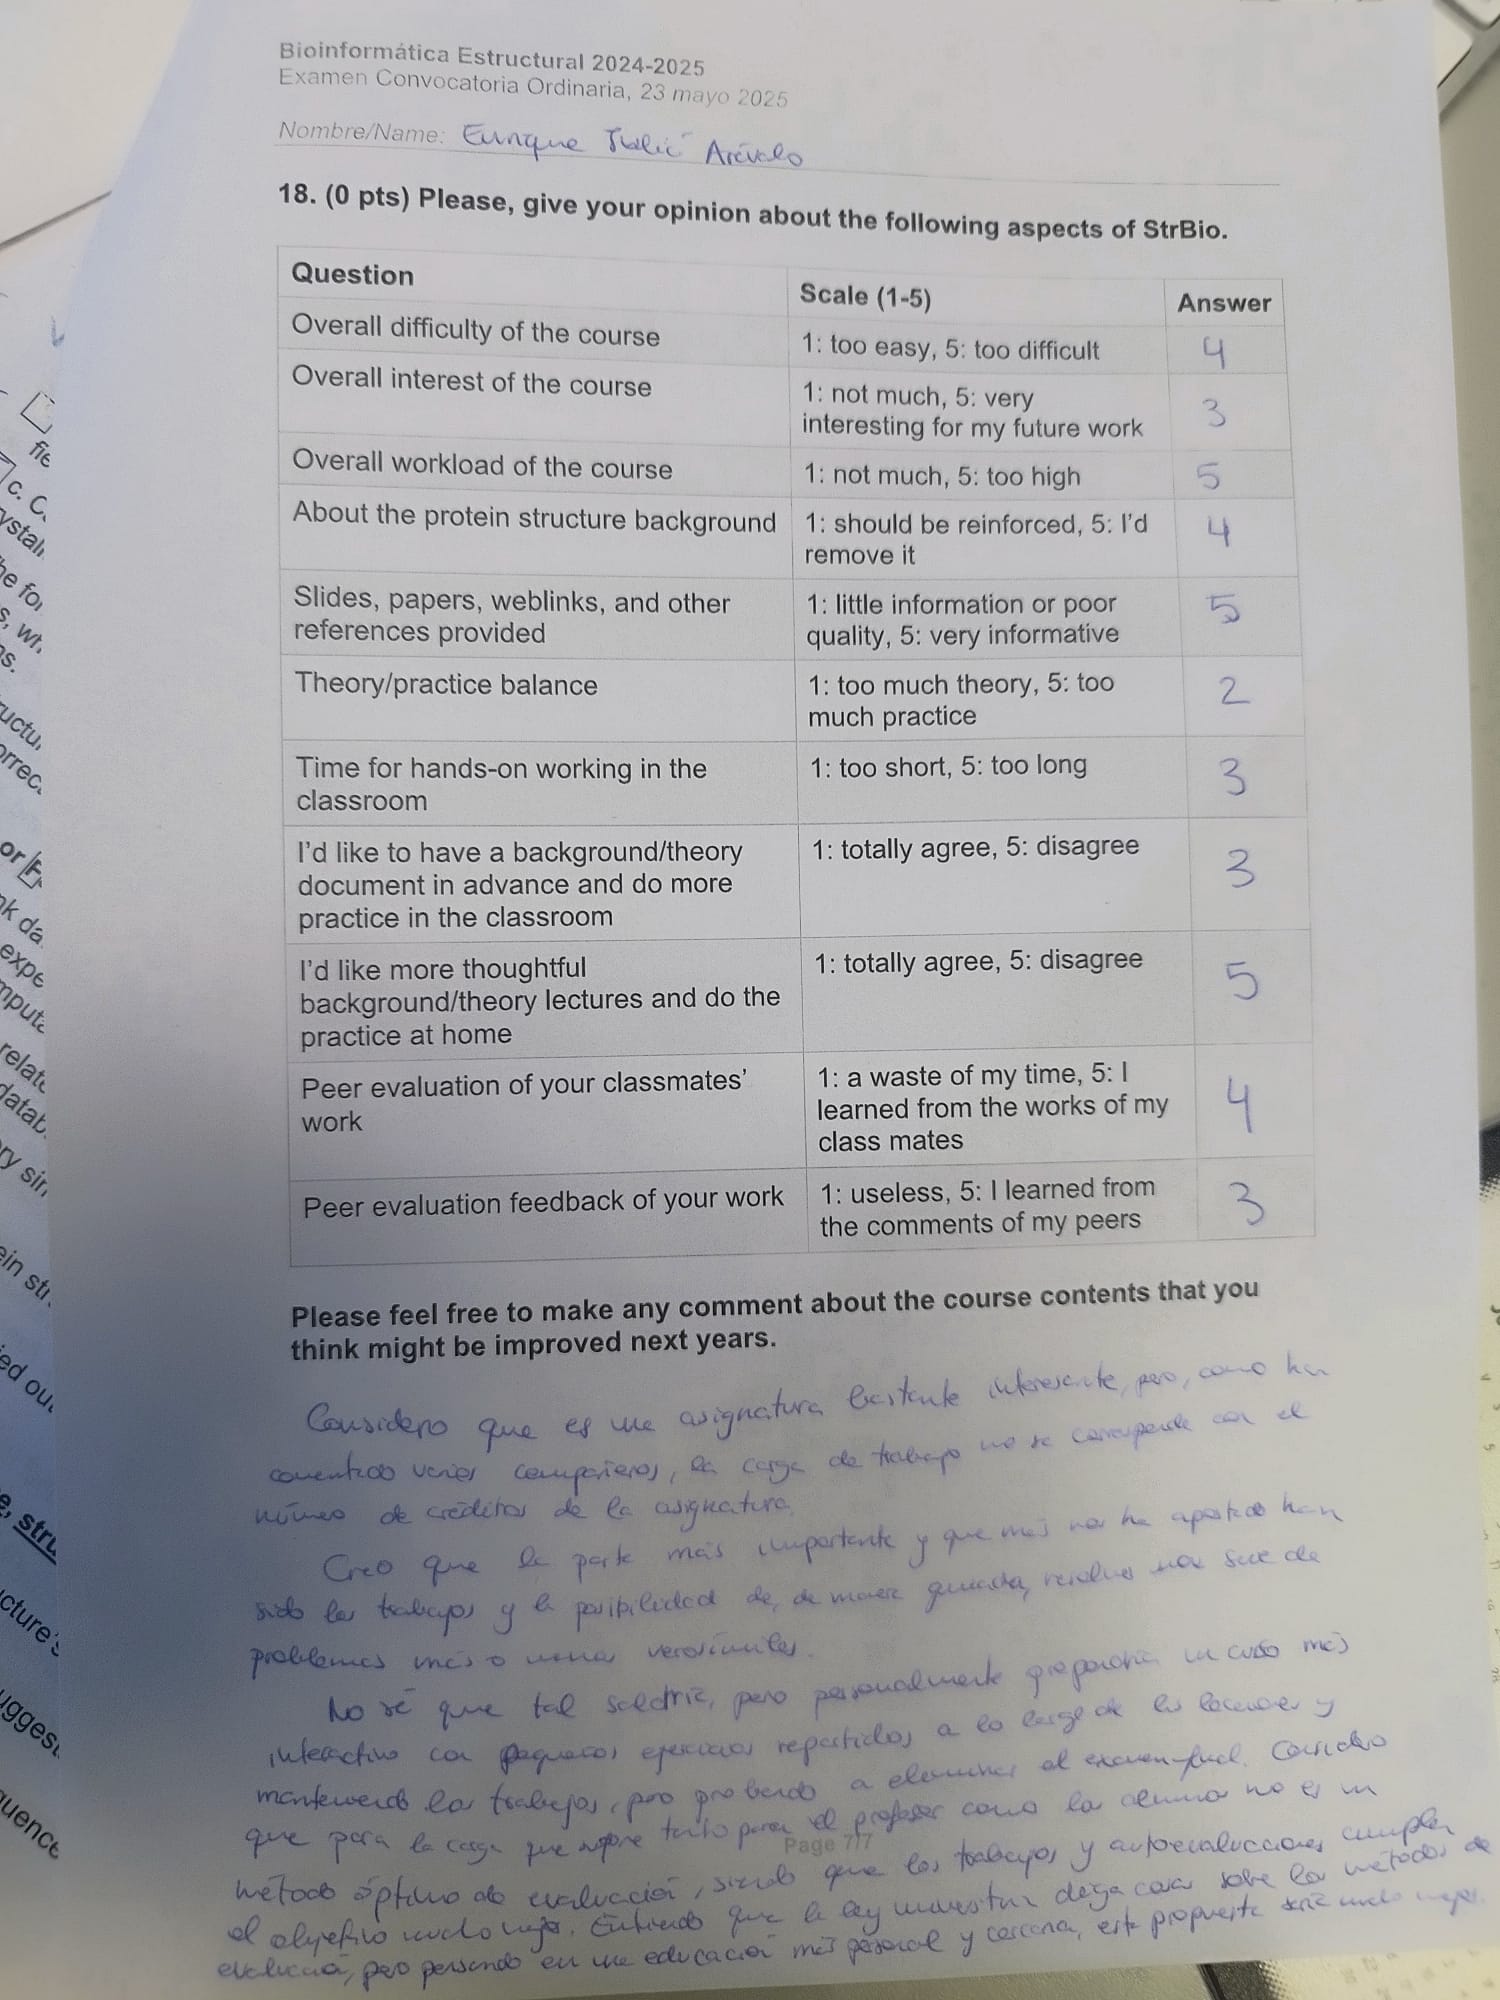 Bioinformática Estructural 2024-2025
Examen Convocatoria Ordinaria, 23 mayo 2025
Nombre/Name: Enrique Arévalo
18. (0 pts) Please, give your opinion about the following aspects of StrBio.
Question Scale (1-5) Answer
Overall difficulty of the course 1: too easy, 5: too difficult 4
Overall interest of the course 1: not much, 5: very
interesting for my future work 3
Overall workload of the course 1: not much, 5: too high 5
About the protein structure background 1: should be reinforced, 5: I'd
remove it 4
Slides, papers, weblinks, and other 1: little information or poor
references provided quality, 5: very informative 5
Theory/practice balance 1: too much theory, 5: too
much practice 2
Time for hands-on working in the 1: too short, 5: too long
classroom 3
I'd like to have a background/theory 1: totally agree, 5: disagree
document in advance and do more 3
practice in the classroom
I'd like more thoughtful 1: totally agree, 5: disagree
background/theory lectures and do the 5
practice at home
Peer evaluation of your classmates' 1: a waste of my time, 5: I
work learned from the works of my 4
class mates
Peer evaluation feedback of your work 1: useless, 5: I learned from
the comments of my peers 3
Please feel free to make any comment about the course contents that you
think might be improved next years.
Considero que es una asignatura bastante interesante, pero, como han
comentado varios compañeros, la carga de trabajo no se corresponde con el
número de créditos de la asignatura.
Creo que la parte más importante y que más nos ha aportado han
sido los trabajos y la posibilidad de, de manera guiada, resolver una serie de
problemas más o menos verosímiles.
No sé que tal saldría, pero personalmente propondría un curso más
interactivo con pequeños ejercicios repartidos a lo largo de las lecciones y
manteniendo los trabajos, pero probando a eliminar el examen final. Considero
que para la carga que supone tanto para el profesor como la alumno no es un
Page 7/7
método óptimo de evaluación, siendo que los trabajos y autoevaluaciones cumplen
el objetivo mucho mejor. Entiendo que la ley deja sobre los métodos de
evaluación, pero pensando en una educación más personal y cercana, esta propuesta sería mucho mejor.